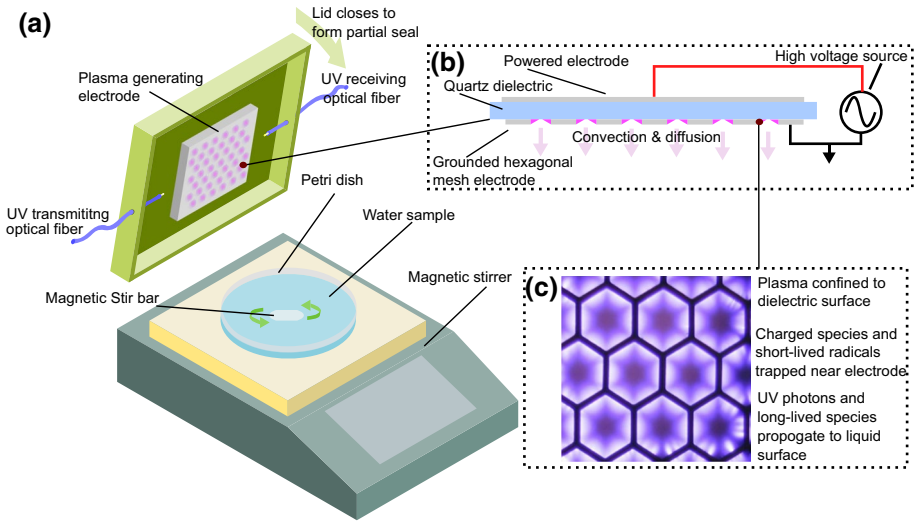 (a)
Lid closes to
form partial seal
Plasma generating
electrode
UV receiving
optical fiber
UV transmitiтng
optical fiber
Petri dish
Water sample
Magnetic Stir bar
Magnetic stirrer
(b)
Powered electrode
High voltage source
Quartz dielectric
Convection & diffusion
Grounded hexagonal
mesh electrode
(c)
Plasma confined to
dielectric surface
Charged species and
short-lived radicals
trapped near electrode
UV photons and
long-lived species
propogate to liquid
surface